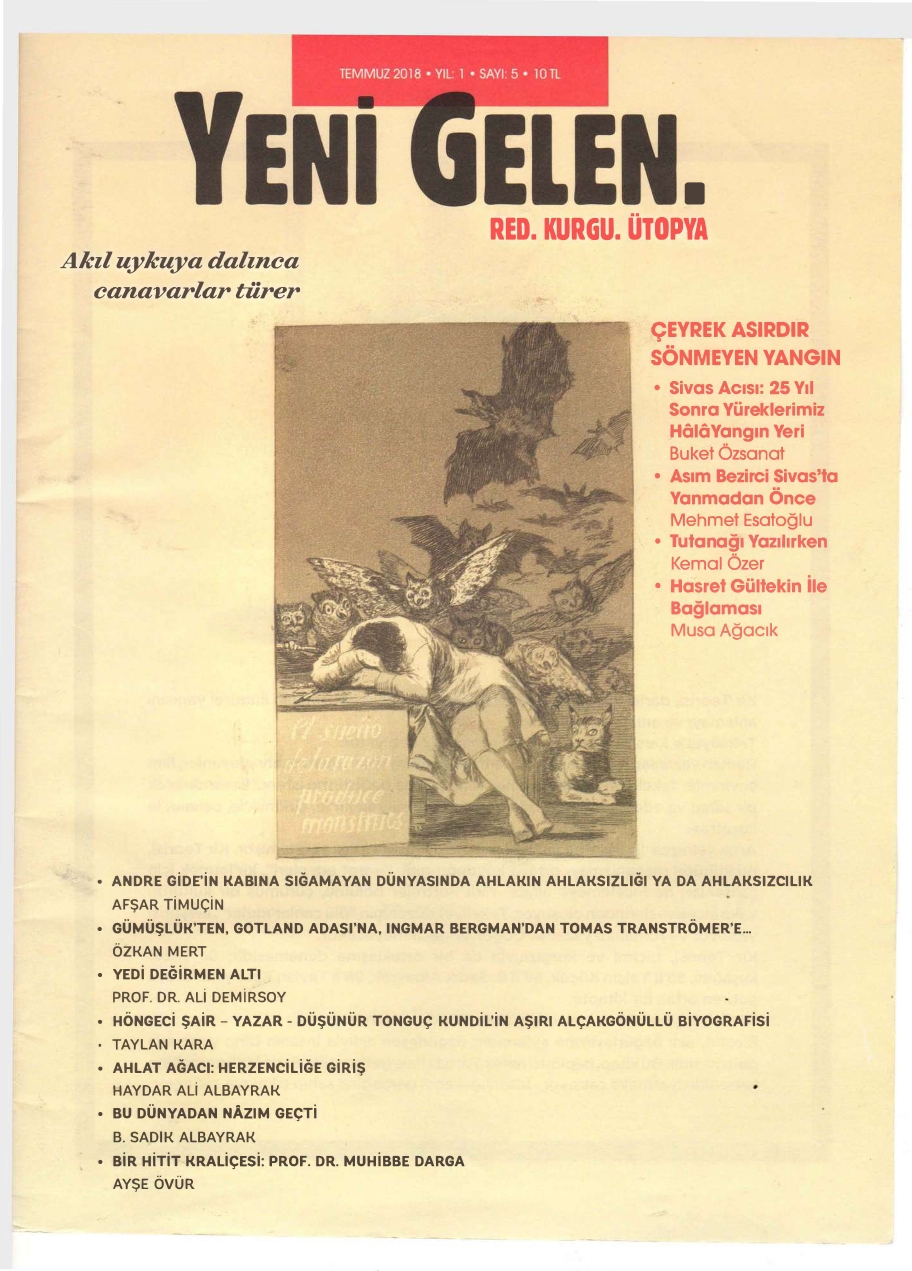 TEMMUZ 2018 • YIL: 1 • SAYI: 5 • 10 TL
YENİ GELEN.
RED. KURGU. ÜTOPYA
Akıl uykuya dalınca
canavarlar türer
ÇEYREK ASIRDIR
SÖNMEYEN YANGIN
• Sivas Acısı: 25 Yıl
Sonra Yüreklerimiz
HâlâYangın Yeri
Buket Özsanat
• Asım Bezirci Sivas'ta
Yanmadan Önce
Mehmet Esatoğlu
• Tutanağı Yazılırken
Kemal Özer
• Hasret Gültekin İle
Bağlaması
Musa Ağacık
El sueño
de la razon
produce
monstruos
• ANDRE GİDE'İN KABINA SIĞAMAYAN DÜNYASINDA AHLAKIN AHLAKSIZLIĞI YA DA AHLAKSIZCILIK
AFŞAR TİMUÇİN
• GÜMÜŞLÜK'TEN, GOTLAND ADASI'NA, INGMAR BERGMAN'DAN TOMAS TRANSTRÖMER'E...
ÖZKAN MERT
• YEDİ DEĞİRMEN ALTI
PROF. DR. ALİ DEMİRSOY
• HÖNGECİ ŞAİR – YAZAR - DÜŞÜNÜR TONGUÇ KUNDİL'İN AŞIRI ALÇAKGÖNÜLLÜ BİYOGRAFİSİ
• TAYLAN KARA
• AHLAT AĞACI: HERZENCİLİĞE GİRİŞ
HAYDAR ALİ ALBAYRAK
• BU DÜNYADAN NÂZIM GEÇTİ
B. SADIK ALBAYRAK
• BİR HİTİT KRALİÇESİ: PROF. DR. MUHİBBE DARGA
AYŞE ÖVÜR